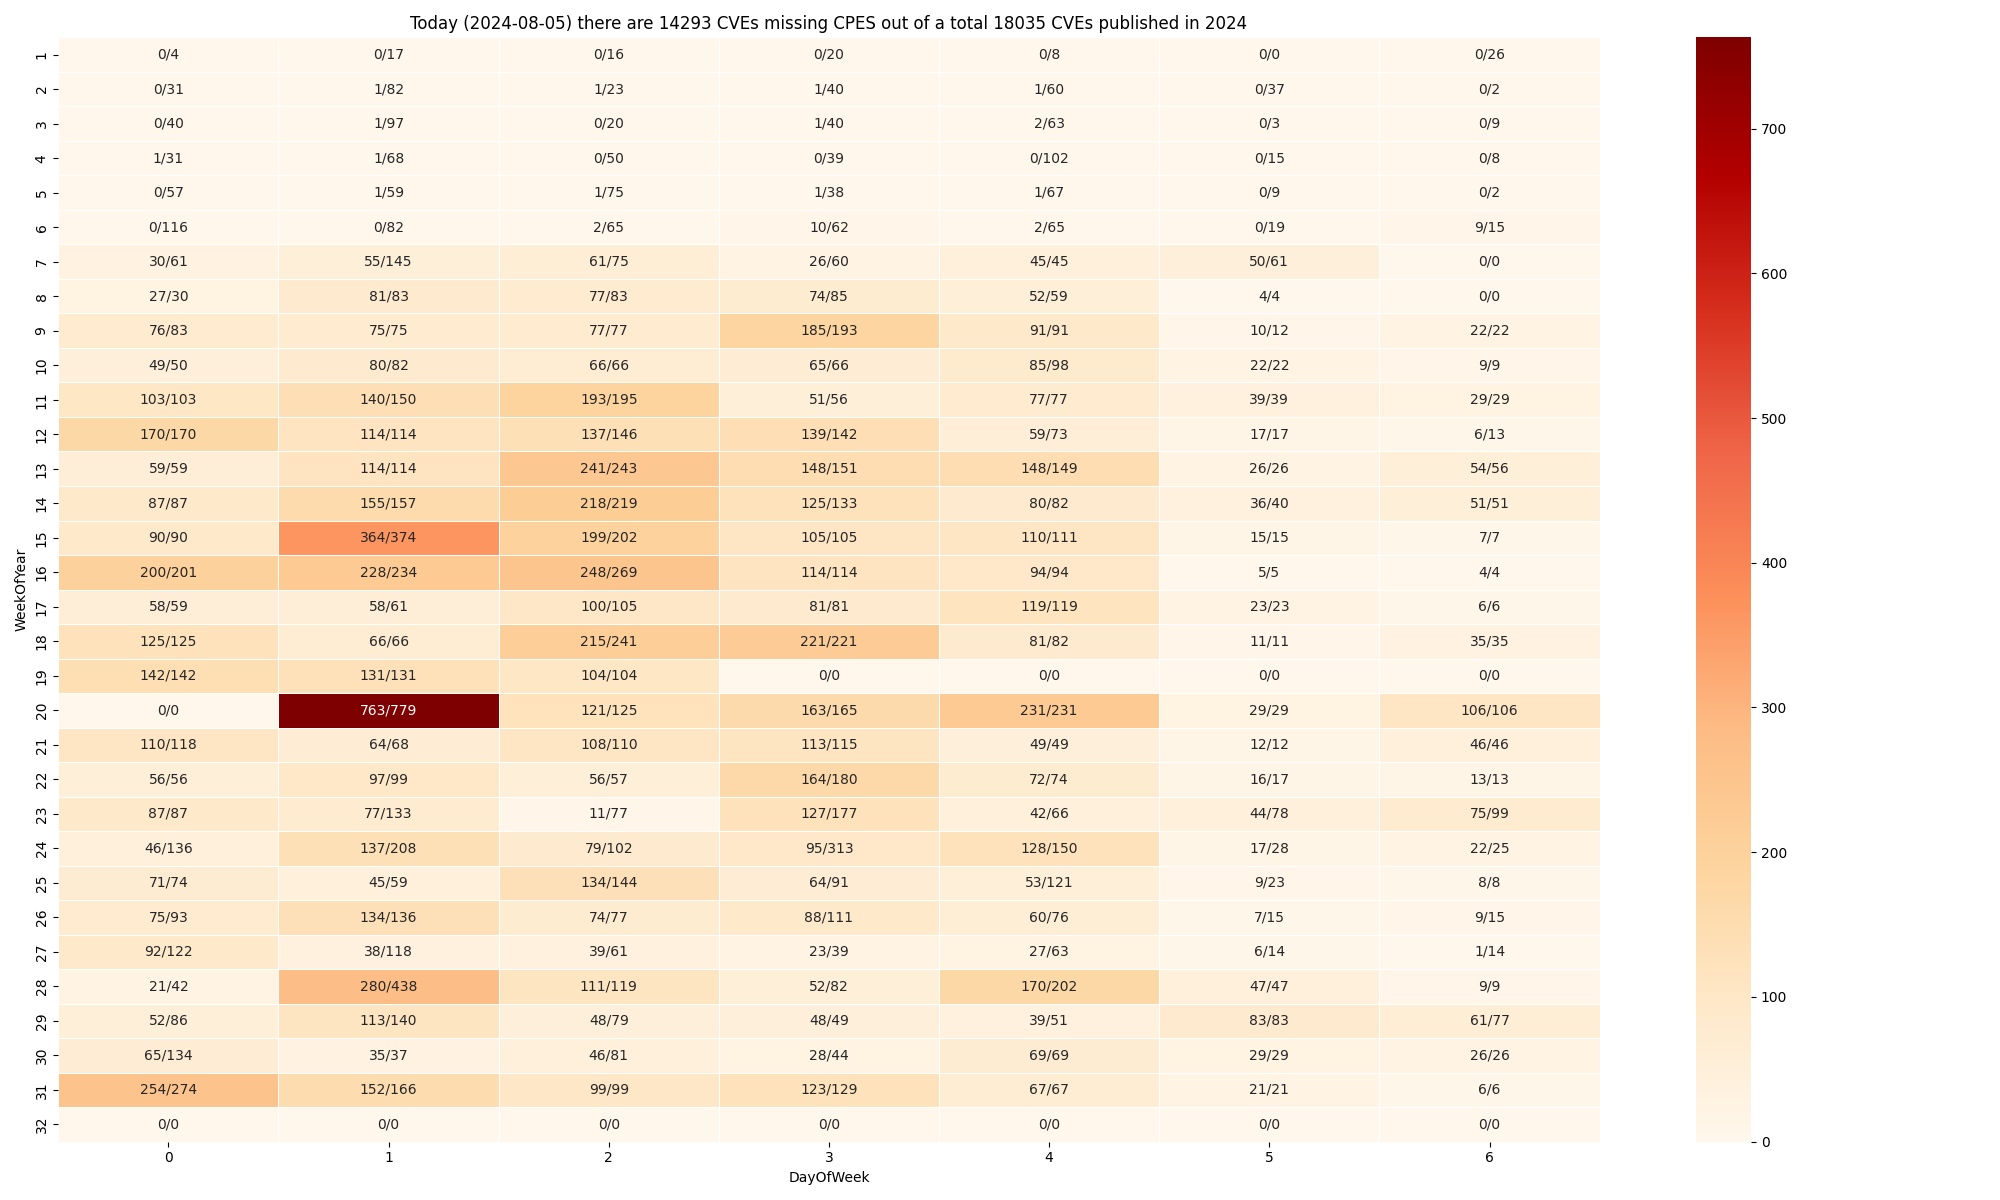 Today (2024-08-05) there are 14293 CVEs missing CPES out of a total 18035 CVEs published in 2024
WeekOfYear
1 0/4 0/17 0/16 0/20 0/8 0/0 0/26
2 0/31 1/82 1/23 1/40 1/60 0/37 0/2
3 0/40 1/97 0/20 1/40 2/63 0/3 0/9
4 1/31 1/68 0/50 0/39 0/102 0/15 0/8
5 0/57 1/59 1/75 1/38 1/67 0/9 0/2
6 0/116 0/82 2/65 10/62 2/65 0/19 9/15
7 30/61 55/145 61/75 26/60 45/45 50/61 0/0
8 27/30 81/83 77/83 74/85 52/59 4/4 0/0
9 76/83 75/75 77/77 185/193 91/91 10/12 22/22
10 49/50 80/82 66/66 65/66 85/98 22/22 9/9
11 103/103 140/150 193/195 51/56 77/77 39/39 29/29
12 170/170 114/114 137/146 139/142 59/73 17/17 6/13
13 59/59 114/114 241/243 148/151 148/149 26/26 54/56
14 87/87 155/157 218/219 125/133 80/82 36/40 51/51
15 90/90 364/374 199/202 105/105 110/111 15/15 7/7
16 200/201 228/234 248/269 114/114 94/94 5/5 4/4
17 58/59 58/61 100/105 81/81 119/119 23/23 6/6
18 125/125 66/66 215/241 221/221 81/82 11/11 35/35
19 142/142 131/131 104/104 0/0 0/0 0/0 0/0
20 0/0 763/779 121/125 163/165 231/231 29/29 106/106
21 110/118 64/68 108/110 113/115 49/49 12/12 46/46
22 56/56 97/99 56/57 164/180 72/74 16/17 13/13
23 87/87 77/133 11/77 127/177 42/66 44/78 75/99
24 46/136 137/208 79/102 95/313 128/150 17/28 22/25
25 71/74 45/59 134/144 64/91 53/121 9/23 8/8
26 75/93 134/136 74/77 88/111 60/76 7/15 9/15
27 92/122 38/118 39/61 23/39 27/63 6/14 1/14
28 21/42 280/438 111/119 52/82 170/202 47/47 9/9
29 52/86 113/140 48/79 48/49 39/51 83/83 61/77
30 65/134 35/37 46/81 28/44 69/69 29/29 26/26
31 254/274 152/166 99/99 123/129 67/67 21/21 6/6
32 0/0 0/0 0/0 0/0 0/0 0/0 0/0
0 1 2 3 4 5 6
DayOfWeek
700
600
500
400
300
200
100
0